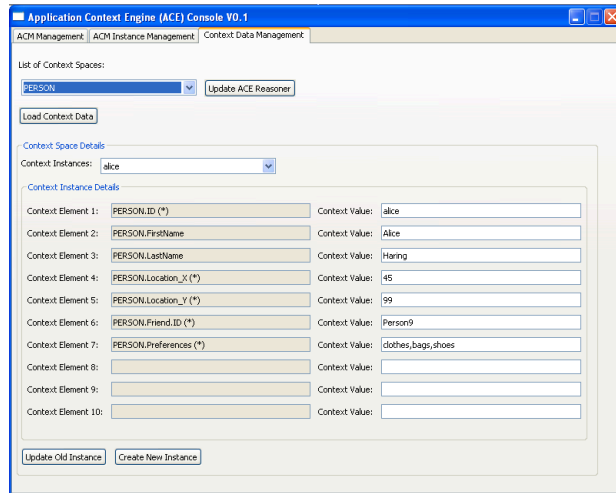 Application Context Engine (ACE) Console V0.1
ACM Management ACM Instance Management Context Data Management
List of Context Spaces:
PERSON Update ACE Reasoner
Load Context Data
Context Space Details
Context Instances: alice
Context Instance Details
Context Element 1: PERSON.ID (*) Context Value: alice
Context Element 2: PERSON.FirstName Context Value: Alice
Context Element 3: PERSON.LastName Context Value: Haring
Context Element 4: PERSON.Location_X (*) Context Value: 45
Context Element 5: PERSON.Location_Y (*) Context Value: 99
Context Element 6: PERSON.Friend.ID (*) Context Value: Person9
Context Element 7: PERSON.Preferences (*) Context Value: clothes,bags,shoes
Context Element 8: Context Value:
Context Element 9: Context Value:
Context Element 10: Context Value:
Update Old Instance Create New Instance